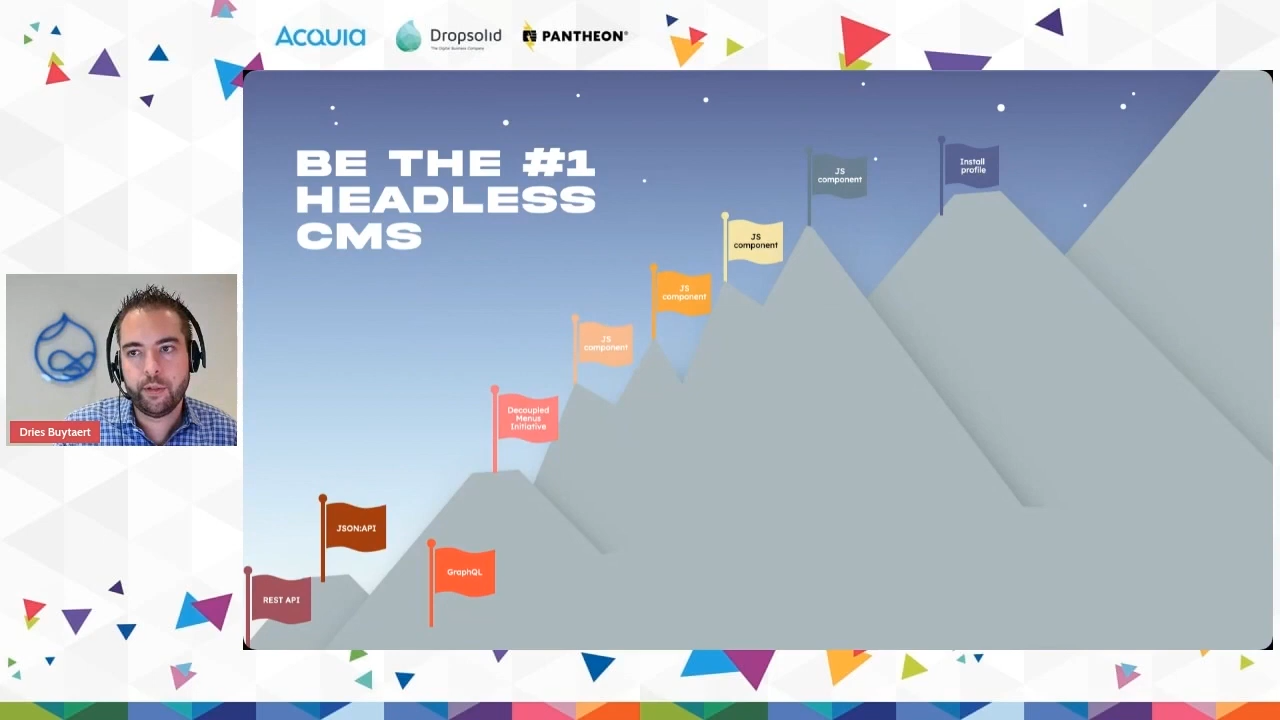 Acquia
Dropsolid
The Digital Business Company
PANTHEON®
BE THE #1
HEADLESS
CMS
JS
component
Install
profile
JS
component
JS
component
JS
component
Decoupled
Menus
Initiative
Dries Buytaert
JSON:API
GraphQL
REST API